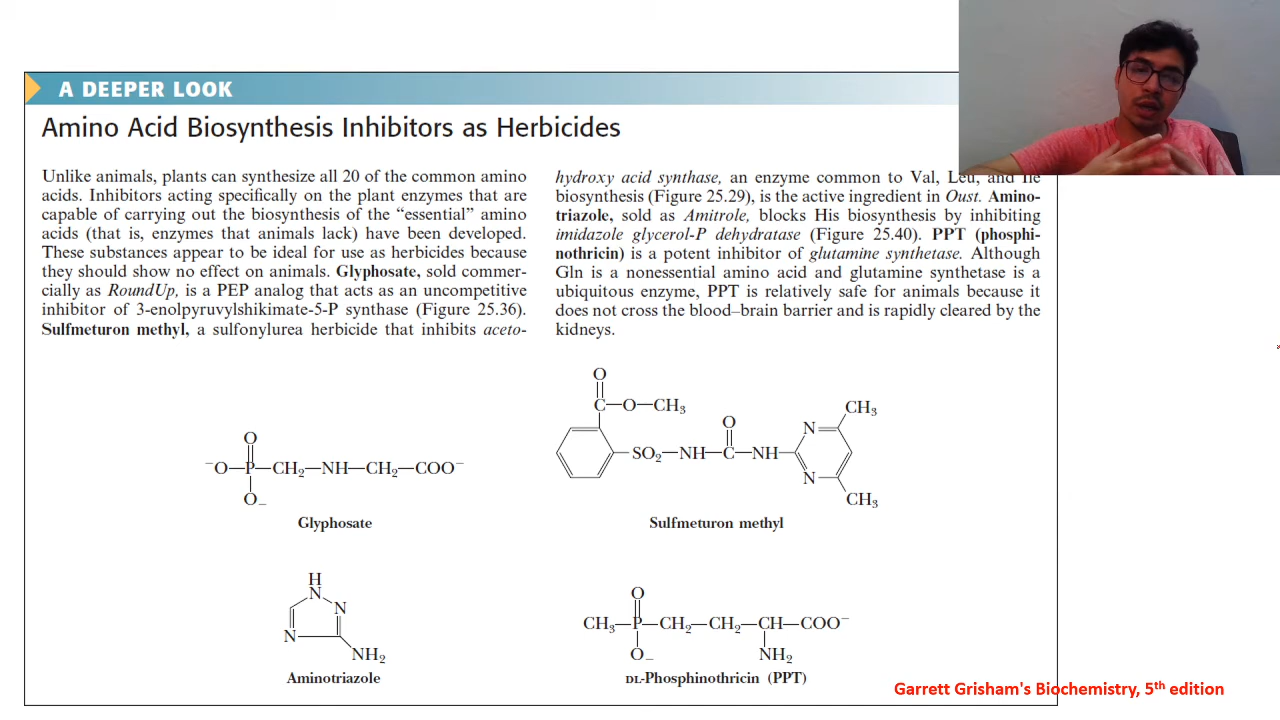 A DEEPER LOOK
Amino Acid Biosynthesis Inhibitors as Herbicides
Unlike animals, plants can synthesize all 20 of the common amino
acids. Inhibitors acting specifically on the plant enzymes that are
capable of carrying out the biosynthesis of the “essential” amino
acids (that is, enzymes that animals lack) have been developed.
These substances appear to be ideal for use as herbicides because
they should show no effect on animals. Glyphosate, sold commer-
cially as RoundUp, is a PEP analog that acts as an uncompetitive
inhibitor of 3-enolpyruvylshikimate-5-P synthase (Figure 25.36).
Sulfmeturon methyl, a sulfonylurea herbicide that inhibits aceto-
hydroxy acid synthase, an enzyme common to Val, Leu, and Ile
biosynthesis (Figure 25.29), is the active ingredient in Oust. Amino-
triazole, sold as Amitrole, blocks His biosynthesis by inhibiting
imidazole glycerol-P dehydratase (Figure 25.40). PPT (phosphi-
nothricin) is a potent inhibitor of glutamine synthetase. Although
Gln is a nonessential amino acid and glutamine synthetase is a
ubiquitous enzyme, PPT is relatively safe for animals because it
does not cross the blood–brain barrier and is rapidly cleared by the
kidneys.
O
⁻O—P—CH₂—NH—CH₂—COO⁻
O₋
Glyphosate
O
C—O—CH₃
O
CH₃
N
SO₂—NH—C—NH
N
CH₃
Sulfmeturon methyl
H
N
N
N
NH₂
Aminotriazole
O
CH₃—P—CH₂—CH₂—CH—COO⁻
O₋ NH₂
DL-Phosphinothricin (PPT)
Garrett Grisham's Biochemistry, 5th edition